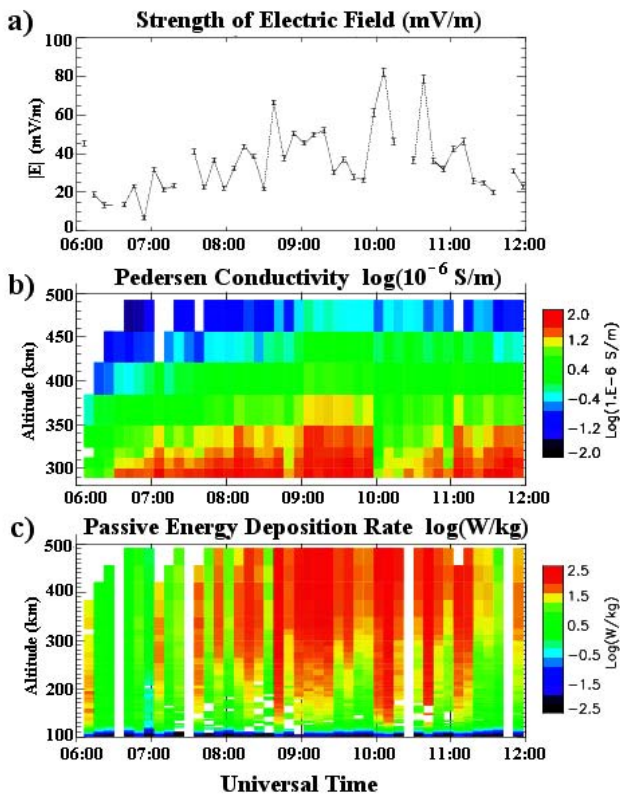 a) Strength of Electric Field (mV/m)
100
80
60
40
20
0
|E| (mV/m)
06:00 07:00 08:00 09:00 10:00 11:00 12:00
b) Pedersen Conductivity log(10⁻⁶ S/m)
500
450
400
350
300
Altitude (km)
06:00 07:00 08:00 09:00 10:00 11:00 12:00
2.0
1.2
0.4
-0.4
-1.2
-2.0
Log(1.E-6 S/m)
c) Passive Energy Deposition Rate log(W/kg)
500
400
300
200
100
Altitude (km)
06:00 07:00 08:00 09:00 10:00 11:00 12:00
2.5
1.5
0.5
-0.5
-1.5
-2.5
Log(W/kg)
Universal Time